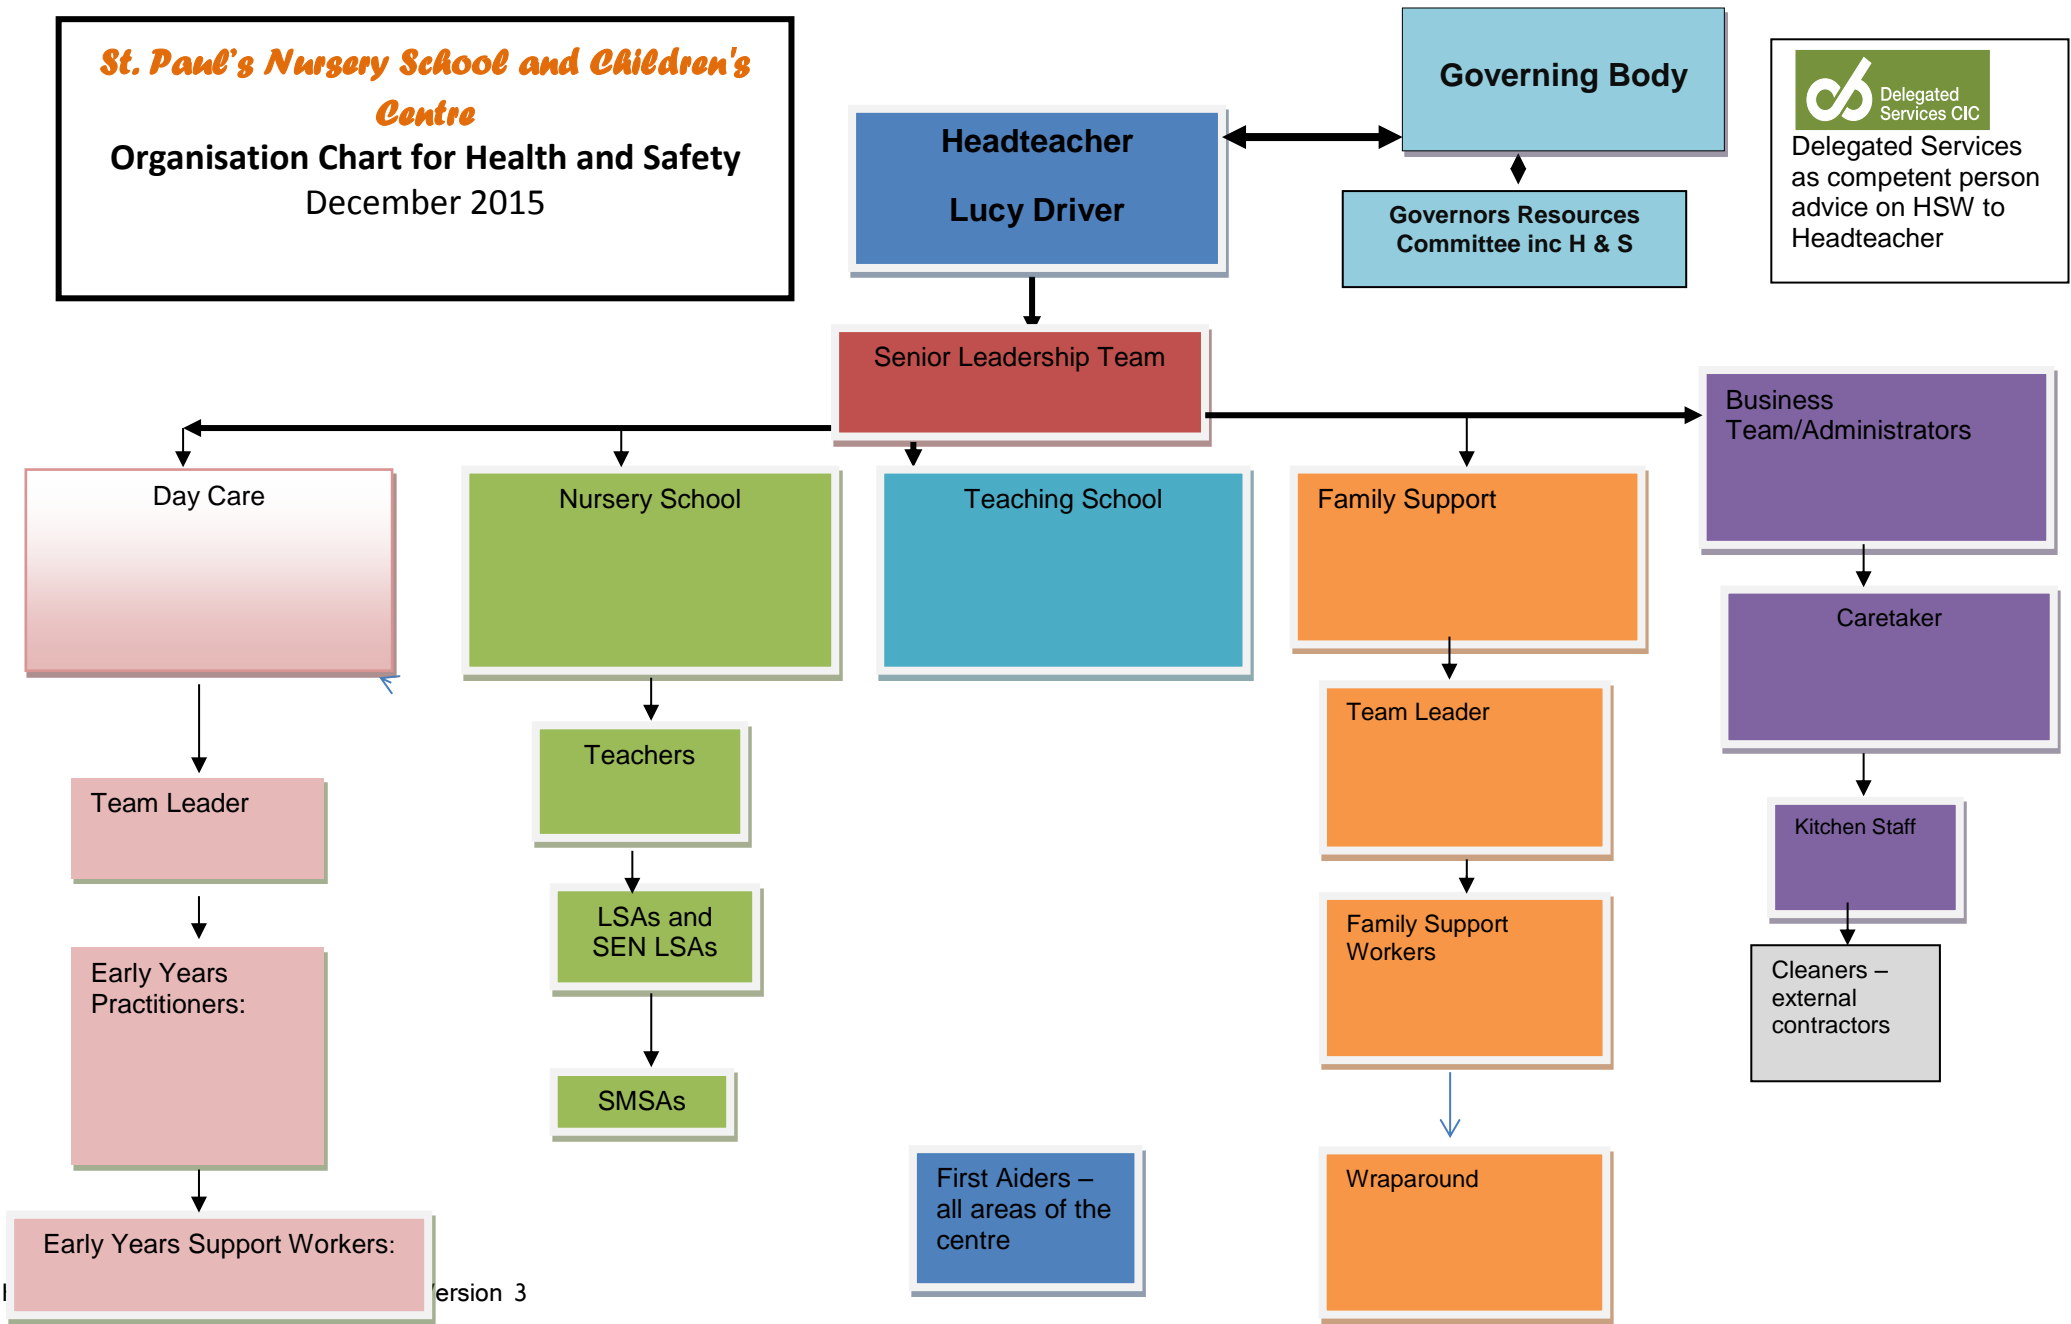 St. Paul's Nursery School and Children's
Centre
Organisation Chart for Health and Safety
December 2015
Headteacher
Lucy Driver
Governing Body
Governors Resources
Committee inc H & S
Delegated
Services CIC
Delegated Services
as competent person
advice on HSW to
Headteacher
Senior Leadership Team
Business
Team/Administrators
Day Care
Nursery School
Teaching School
Family Support
Caretaker
Team Leader
Teachers
Team Leader
Kitchen Staff
LSAs and
SEN LSAs
Family Support
Workers
Early Years
Practitioners:
Cleaners –
external
contractors
SMSAs
First Aiders –
all areas of the
centre
Wraparound
Early Years Support Workers:
ersion 3